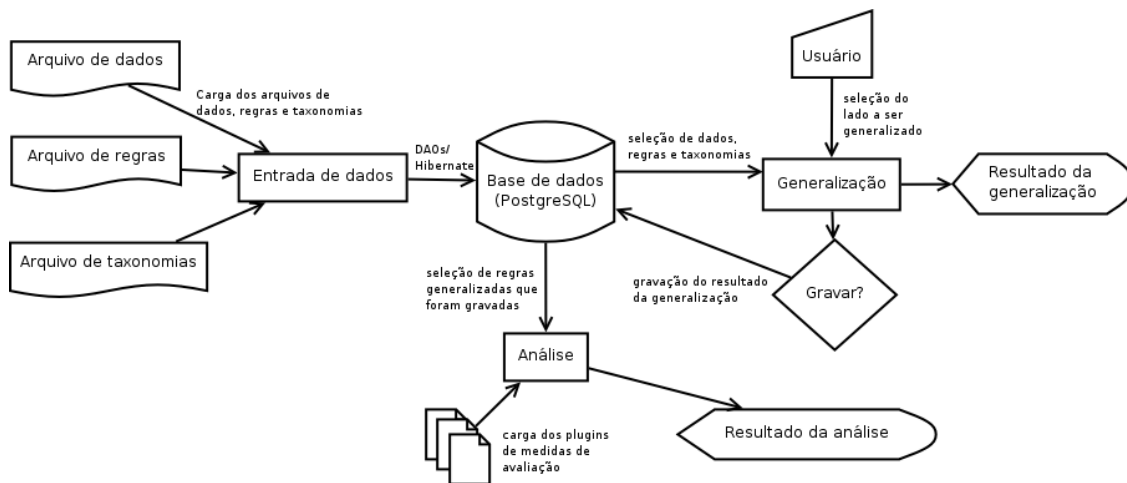 Arquivo de dados
Carga dos arquivos de
dados, regras e taxonomias
Arquivo de regras
Entrada de dados
Arquivo de taxonomias
DAOs/
Hibernate
Base de dados
(PostgreSQL)
seleção de dados,
regras e taxonomias
Usuário
seleção do
lado a ser
generalizado
Generalização
Resultado da
generalização
Gravar?
gravação do resultado
da generalização
seleção de regras
generalizadas que
foram gravadas
Análise
carga dos plugins
de medidas de
avaliação
Resultado da análise